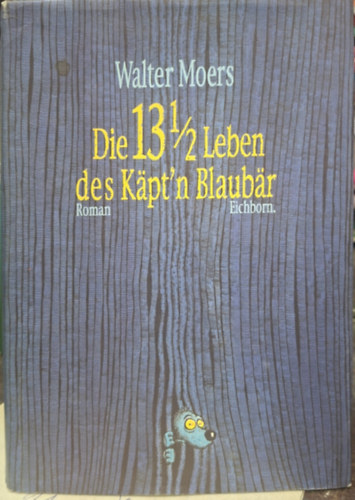 Walter Moers
Die 13½ Leben
des Käpt'n Blaubär
Roman Eichborn.